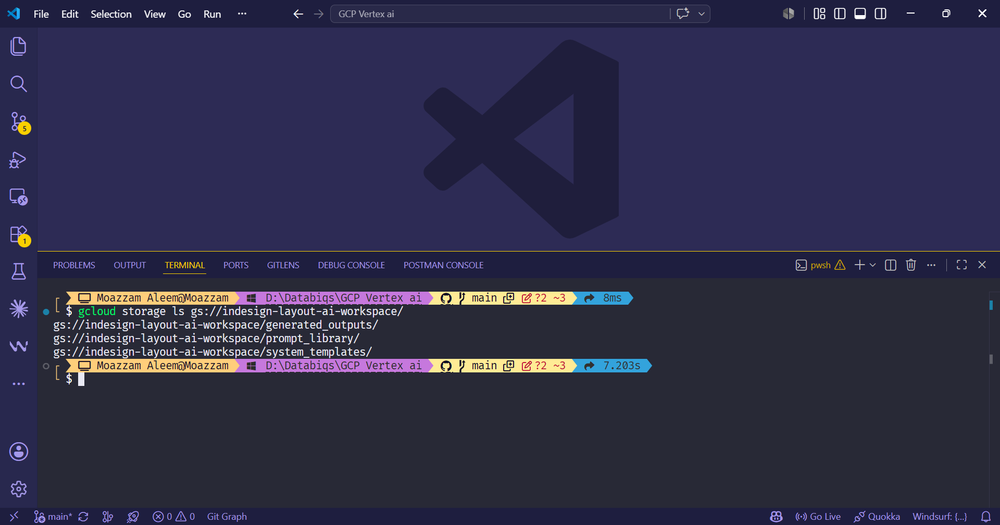 File Edit Selection View Go Run ··· GCP Vertex ai
5
1
PROBLEMS OUTPUT TERMINAL PORTS GITLENS DEBUG CONSOLE POSTMAN CONSOLE pwsh
Moazzam Aleem@Moazzam D:\Databiqs\GCP Vertex ai main ?2 ~3 8ms
$ gcloud storage ls gs://indesign-layout-ai-workspace/
gs://indesign-layout-ai-workspace/generated_outputs/
gs://indesign-layout-ai-workspace/prompt_library/
gs://indesign-layout-ai-workspace/system_templates/
Moazzam Aleem@Moazzam D:\Databiqs\GCP Vertex ai main ?2 ~3 7.203s
$
main* 0 0 Git Graph Go Live Quokka Windsurf: {...}